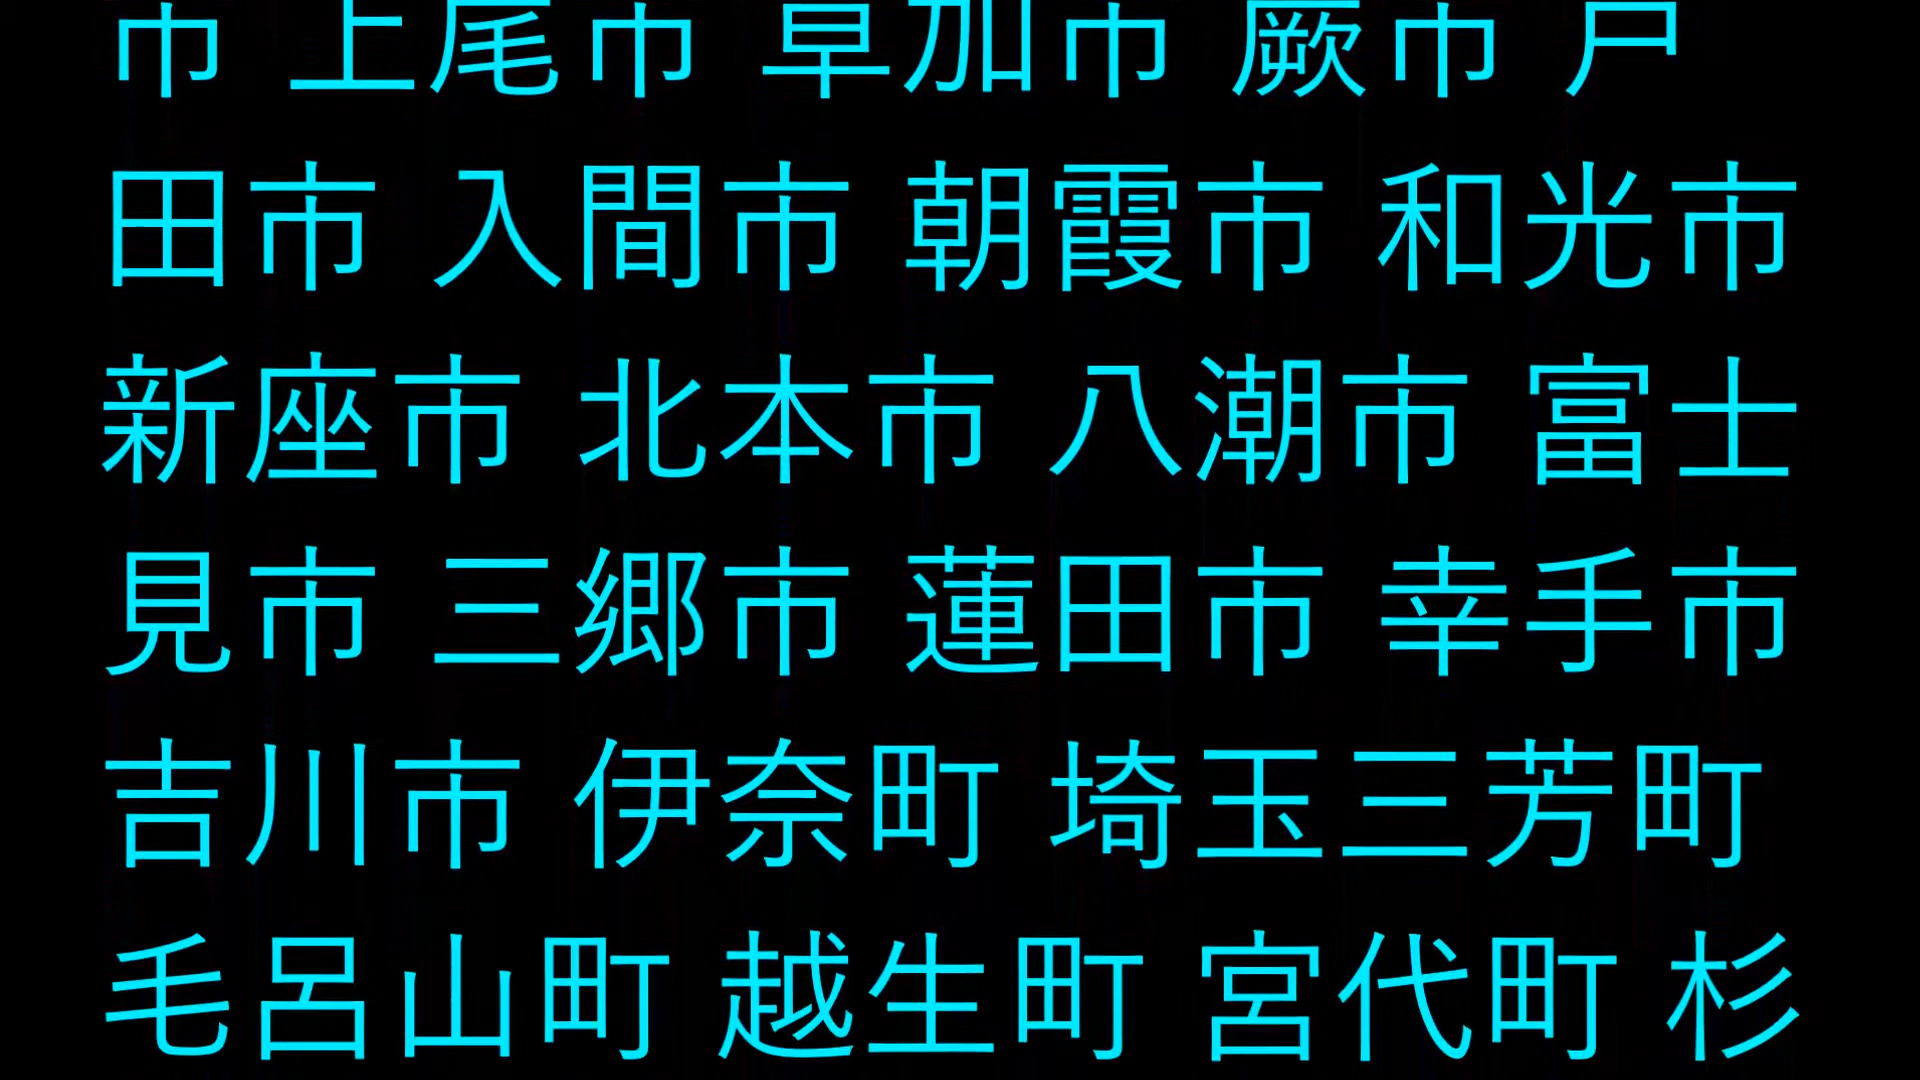 市 上尾市 草加市 蕨市 戸
田市 入間市 朝霞市 和光市
新座市 北本市 八潮市 富士
見市 三郷市 蓮田市 幸手市
吉川市 伊奈町 埼玉三芳町
毛呂山町 越生町 宮代町 杉